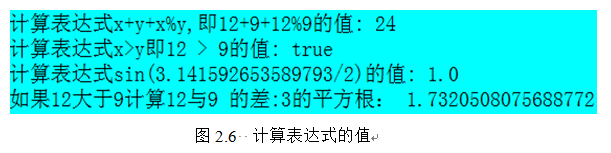 计算表达式x+y+x%y,即12+9+12%9的值: 24
计算表达式x>y即12 > 9的值: true
计算表达式sin(3.141592653589793/2)的值: 1.0
如果12大于9计算12与9 的差:3的平方根: 1.7320508075688772
图 2.6·· 计算表达式的值↵